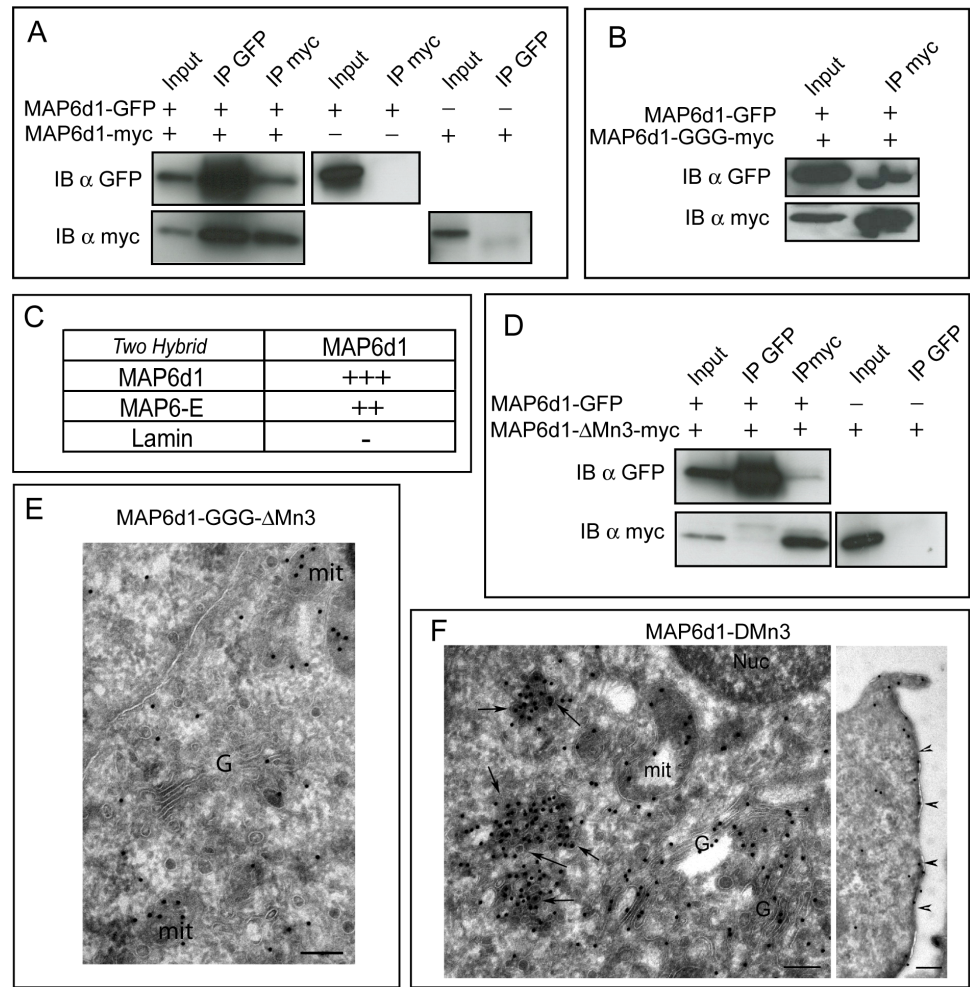 A
Input IP GFP IP myc Input IP myc Input IP GFP
MAP6d1-GFP + + + + + – –
MAP6d1-myc + + + – – + +
IB α GFP
IB α myc
B
Input IP myc
MAP6d1-GFP + +
MAP6d1-GGG-myc + +
IB α GFP
IB α myc
C
Two Hybrid MAP6d1
MAP6d1 +++
MAP6-E ++
Lamin -
D
Input IP GFP IPmyc Input IP GFP
MAP6d1-GFP + + + – –
MAP6d1-ΔMn3-myc + + + + +
IB α GFP
IB α myc
E
MAP6d1-GGG-ΔMn3
mit
G
mit
F
MAP6d1-DMn3
Nuc
mit
G
G